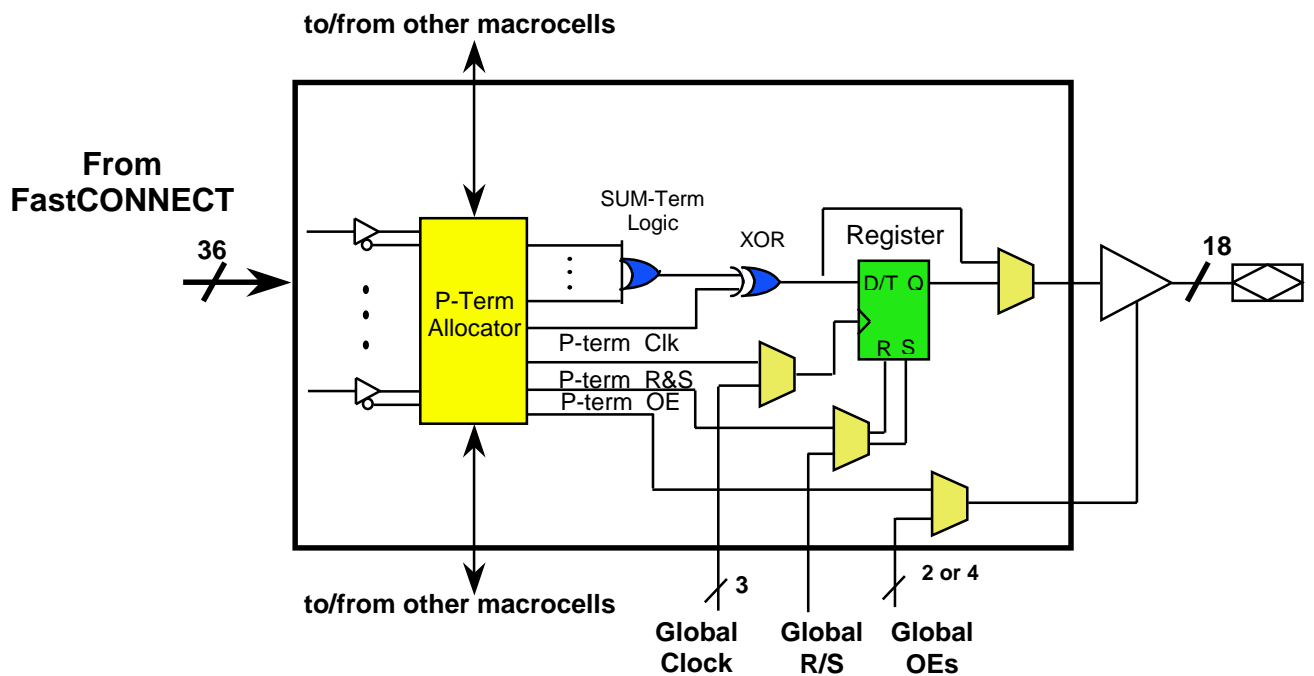 to/from other macrocells
From
FastCONNECT
36
SUM-Term
Logic
XOR
Register
18
D/T Q
P-Term
Allocator
P-term Clk
R S
P-term R&S
P-term OE
to/from other macrocells
3
2 or 4
Global
Clock
Global
R/S
Global
OEs